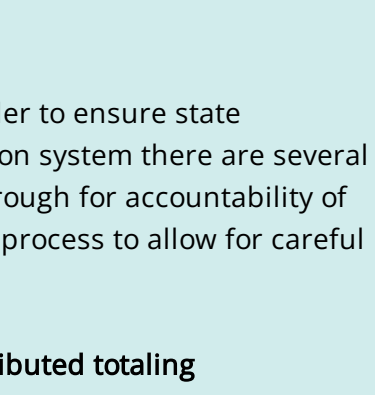 der to ensure state
on system there are several
rough for accountability of
process to allow for careful
ibuted totaling